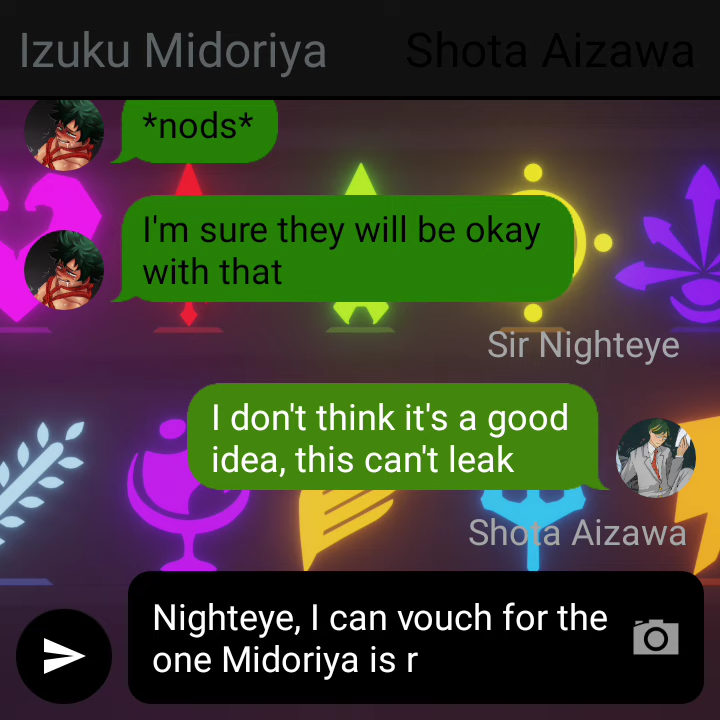 Izuku Midoriya Shota Aizawa
*nods*
I'm sure they will be okay
with that
Sir Nighteye
I don't think it's a good
idea, this can't leak
Shota Aizawa
Nighteye, I can vouch for the
one Midoriya is r